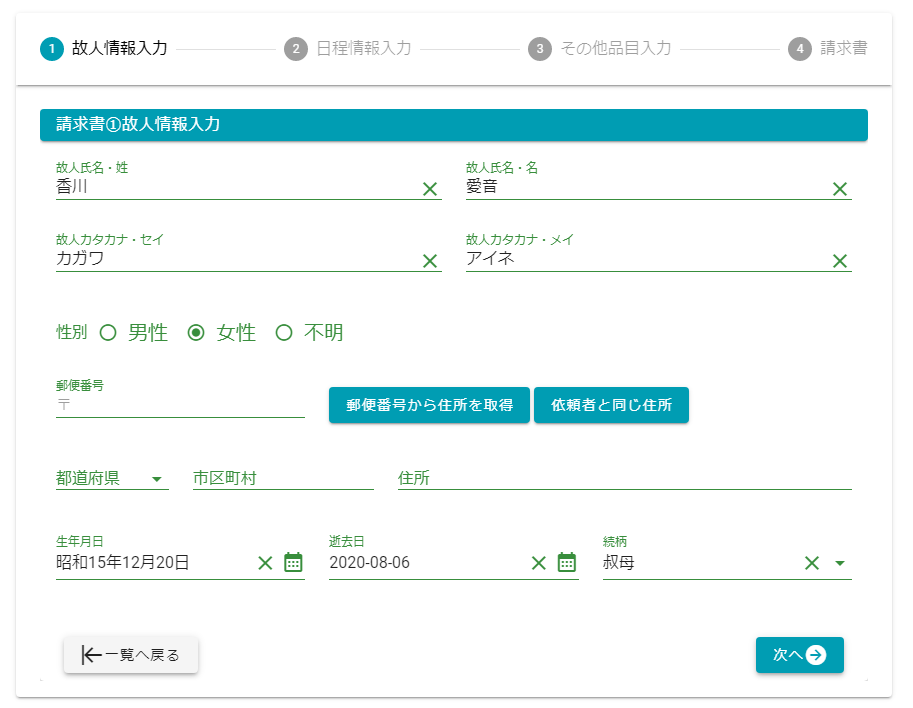 1 故人情報入力 2 日程情報入力 3 その他品目入力 4 請求書
請求書①故人情報入力
故人氏名・姓 故人氏名・名
香川 愛音
故人カタカナ・セイ 故人カタカナ・メイ
カガワ アイネ
性別 男性 女性 不明
郵便番号
〒 郵便番号から住所を取得 依頼者と同じ住所
都道府県 市区町村 住所
生年月日 逝去日 続柄
昭和15年12月20日 2020-08-06 叔母
一覧へ戻る 次へ